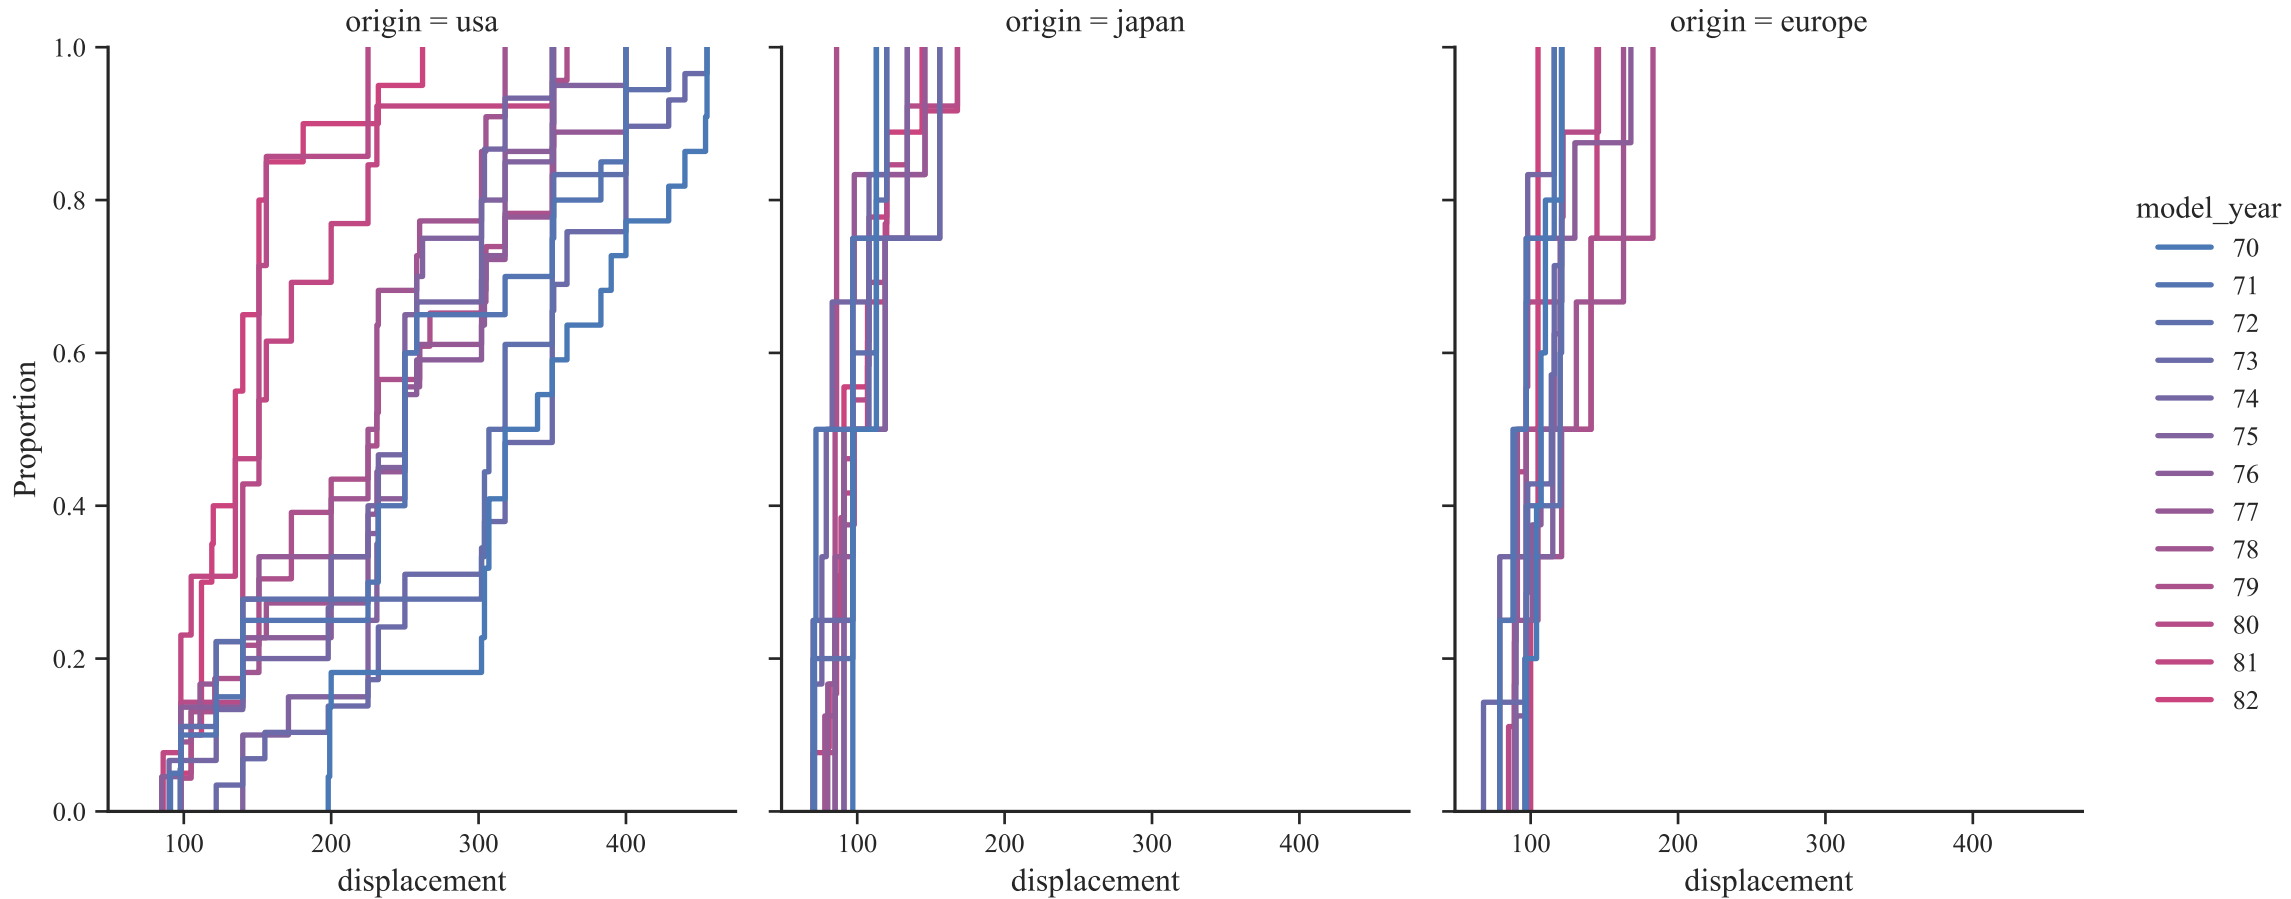 origin = usa
origin = japan
origin = europe
1.0
0.8
0.6
0.4
0.2
0.0
Proportion
100 200 300 400
100 200 300 400
100 200 300 400
displacement
displacement
displacement
model_year
70
71
72
73
74
75
76
77
78
79
80
81
82